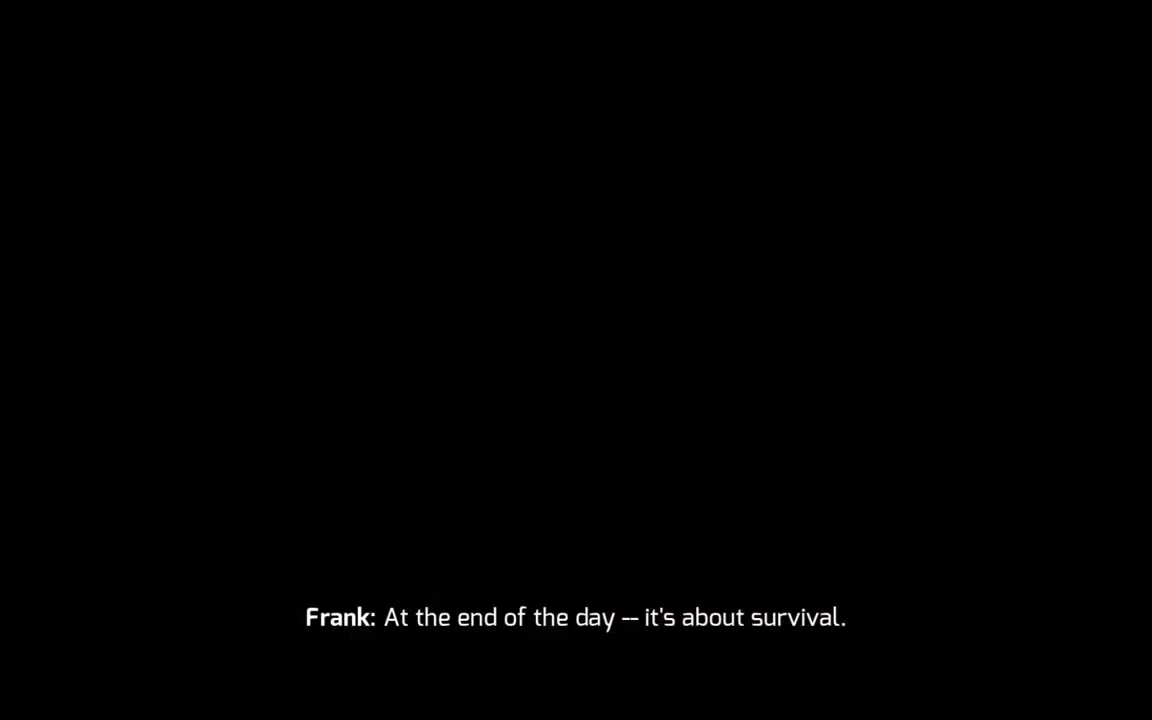 Frank: At the end of the day -- it's about survival.